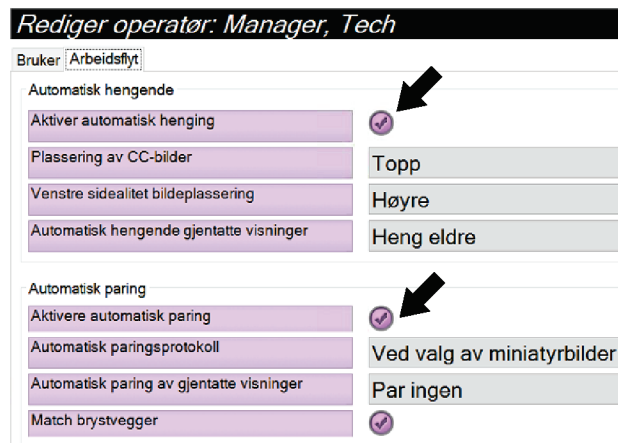 Rediger operatør: Manager, Tech
Bruker Arbeidsflyt
Automatisk hengende
Aktiver automatisk henging
Plassering av CC-bilder Topp
Venstre sidealitet bildeplassering Høyre
Automatisk hengende gjentatte visninger Heng eldre
Automatisk paring
Aktivere automatisk paring
Automatisk paringsprotokoll Ved valg av miniatyrbilder
Automatisk paring av gjentatte visninger Par ingen
Match brystvegger